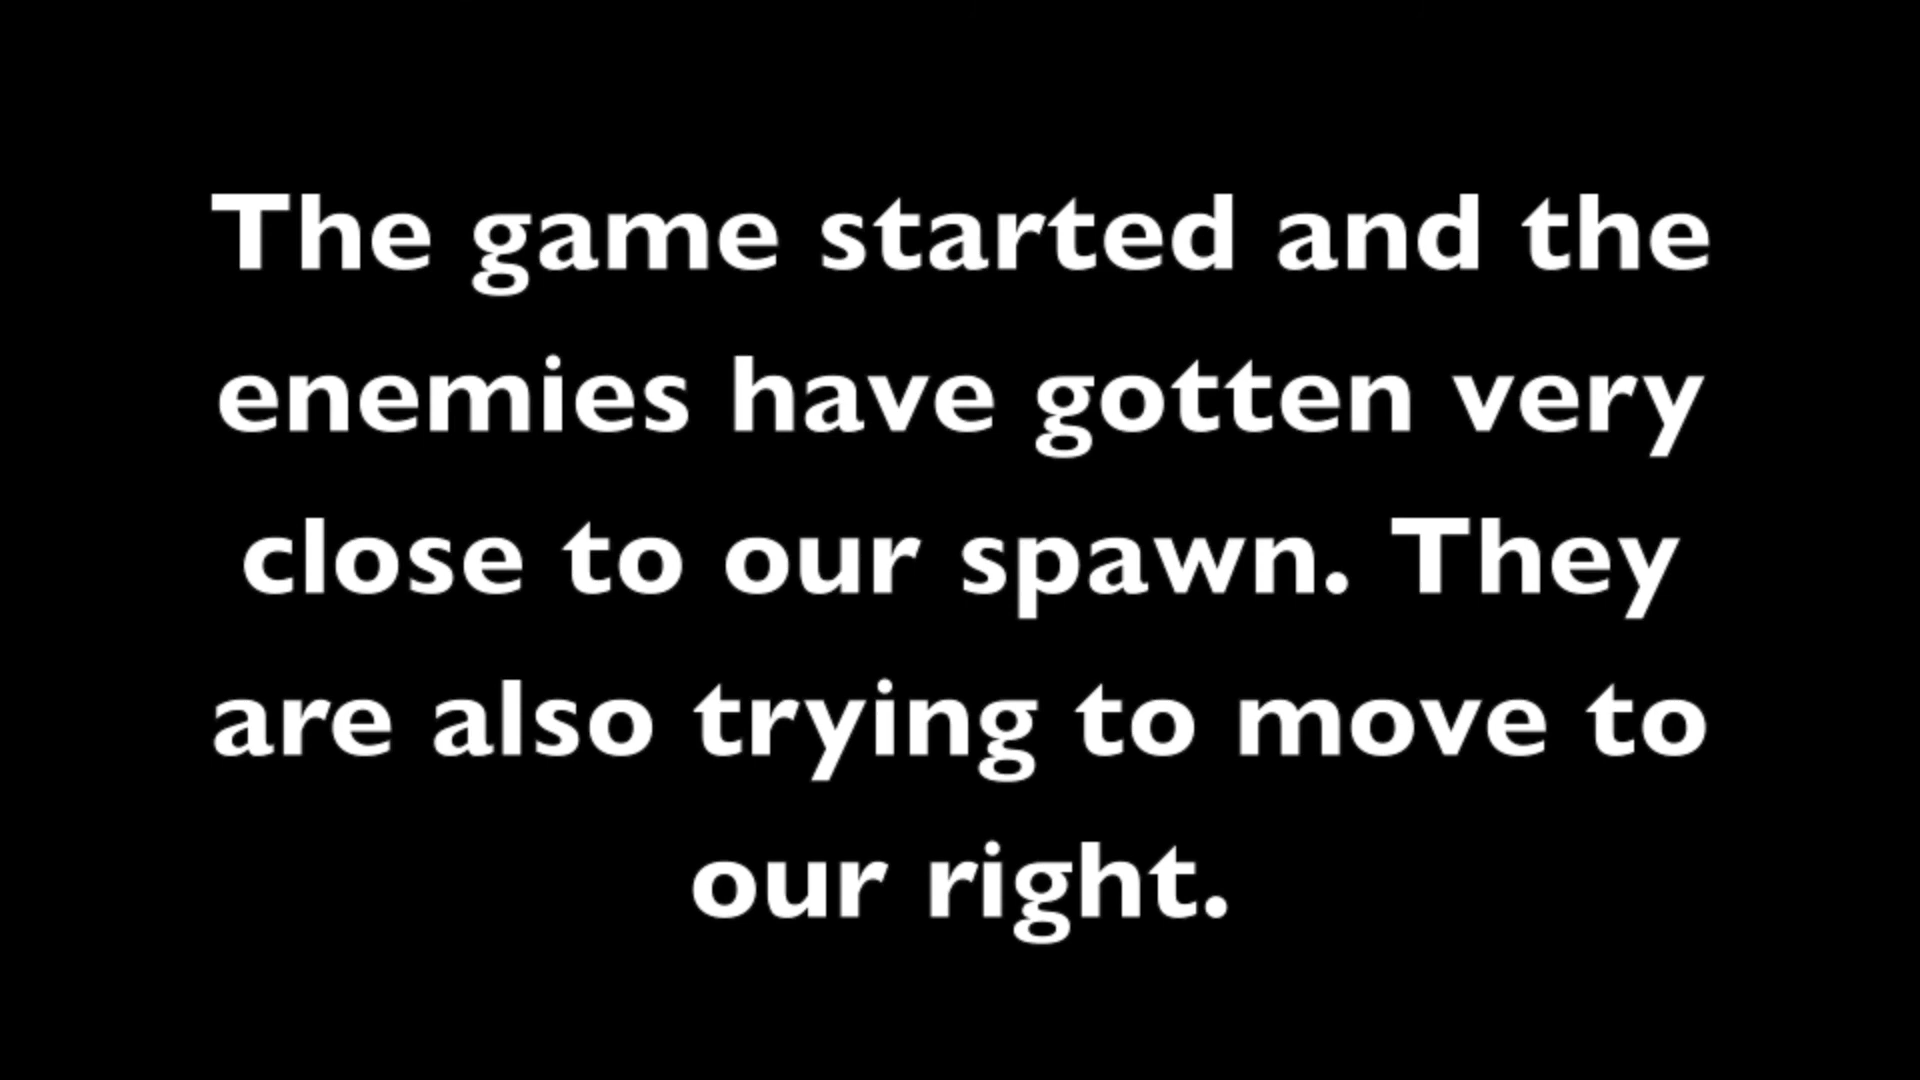 The game started and the
enemies have gotten very
close to our spawn. They
are also trying to move to
our right.